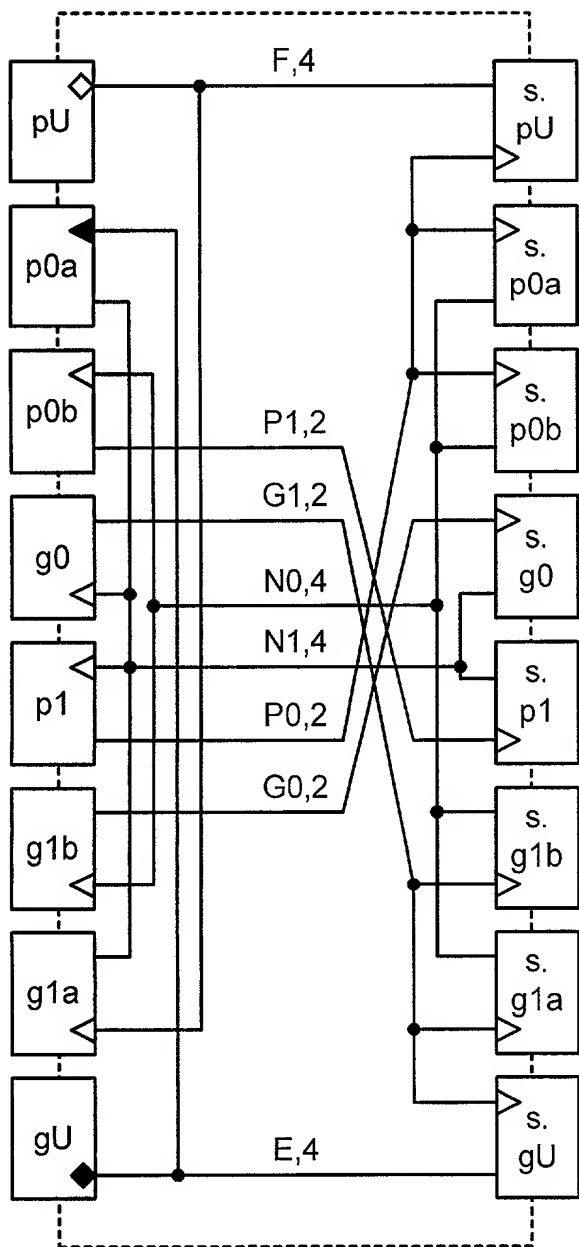 F,4
pU
s.
pU
p0a
s.
p0a
p0b
s.
p0b
P1,2
G1,2
g0
s.
g0
N0,4
N1,4
p1
s.
p1
P0,2
G0,2
g1b
s.
g1b
g1a
s.
g1a
gU
s.
gU
E,4